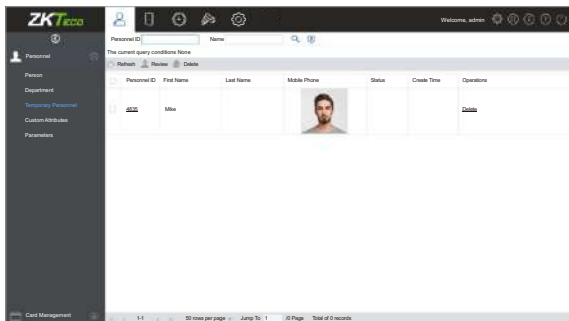 ZKTeco
Welcome, admin
Personnel ID Name
The current query conditions None
Refresh Review Delete
Personnel
Person
Department
Temporary Personnel
Custom Attributes
Parameters
Personnel ID First Name Last Name Mobile Phone Status Create Time Operations
4835 Mike Delete
Card Management
1-1 50 rows per page Jump To 1 /0 Page Total of 0 records